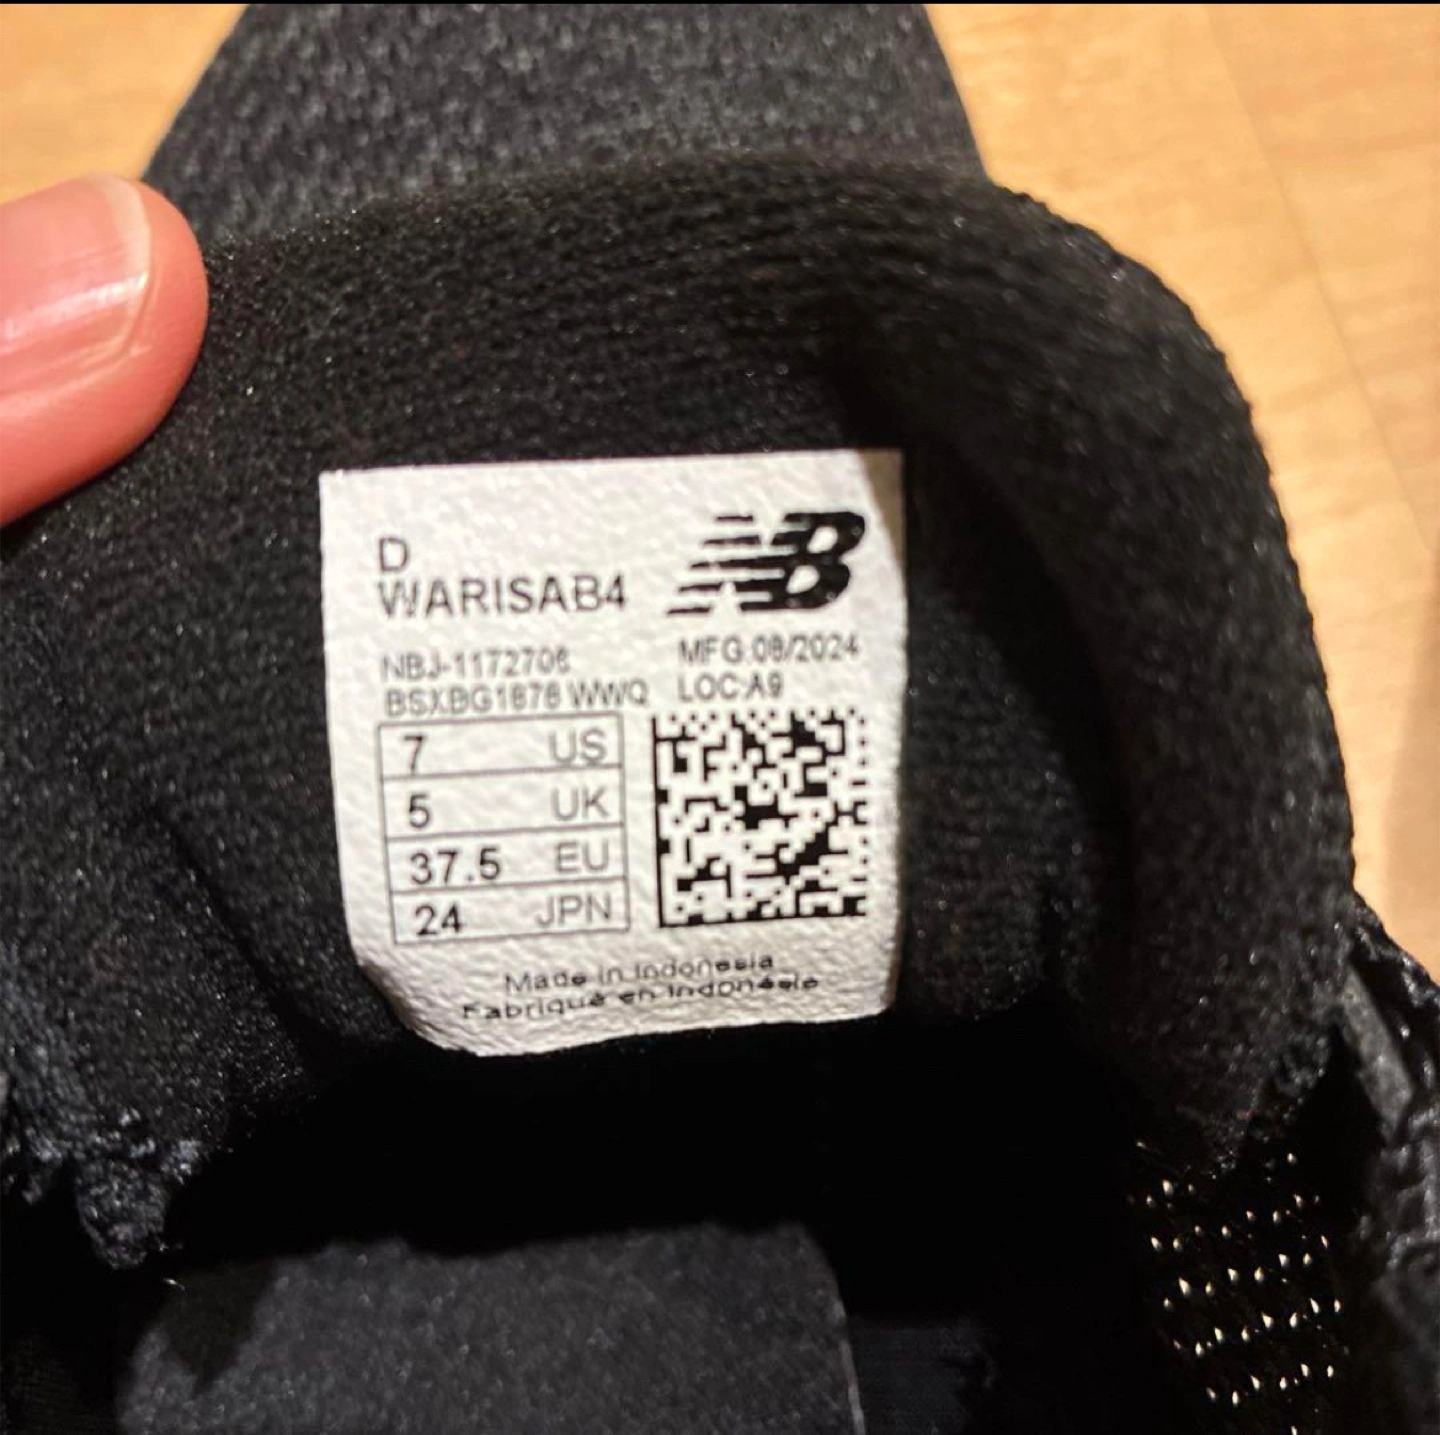 D
WARISAB4
NB
NBJ-1172706
MFG:08/2024
BSXBG1878 WWQ
LOC:A9
7 US
5 UK
37.5 EU
24 JPN
Made in Indonesia
Fabriqué en Indonésie